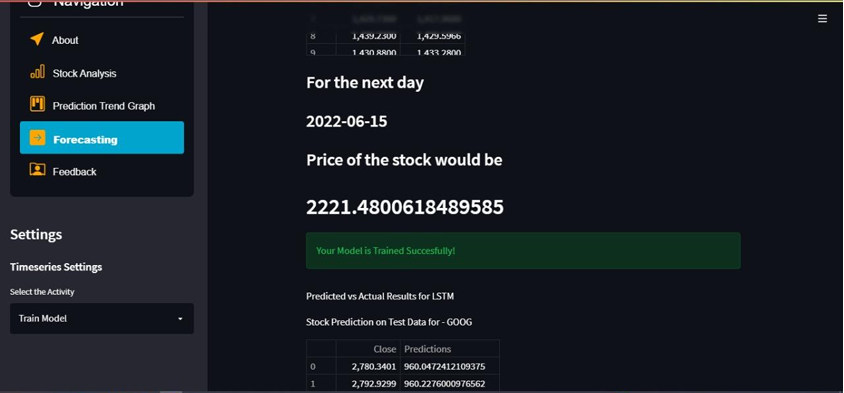 Navigation
About
Stock Analysis
Prediction Trend Graph
Forecasting
Feedback
Settings
Timeseries Settings
Select the Activity
Train Model
8 1,439.2300 1,429.5966
9 1,430.8800 1,433.2800
For the next day
2022-06-15
Price of the stock would be
2221.4800618489585
Your Model is Trained Succesfully!
Predicted vs Actual Results for LSTM
Stock Prediction on Test Data for - GOOG
Close Predictions
0 2,780.3401 960.0472412109375
1 2,792.9299 960.2276000976562